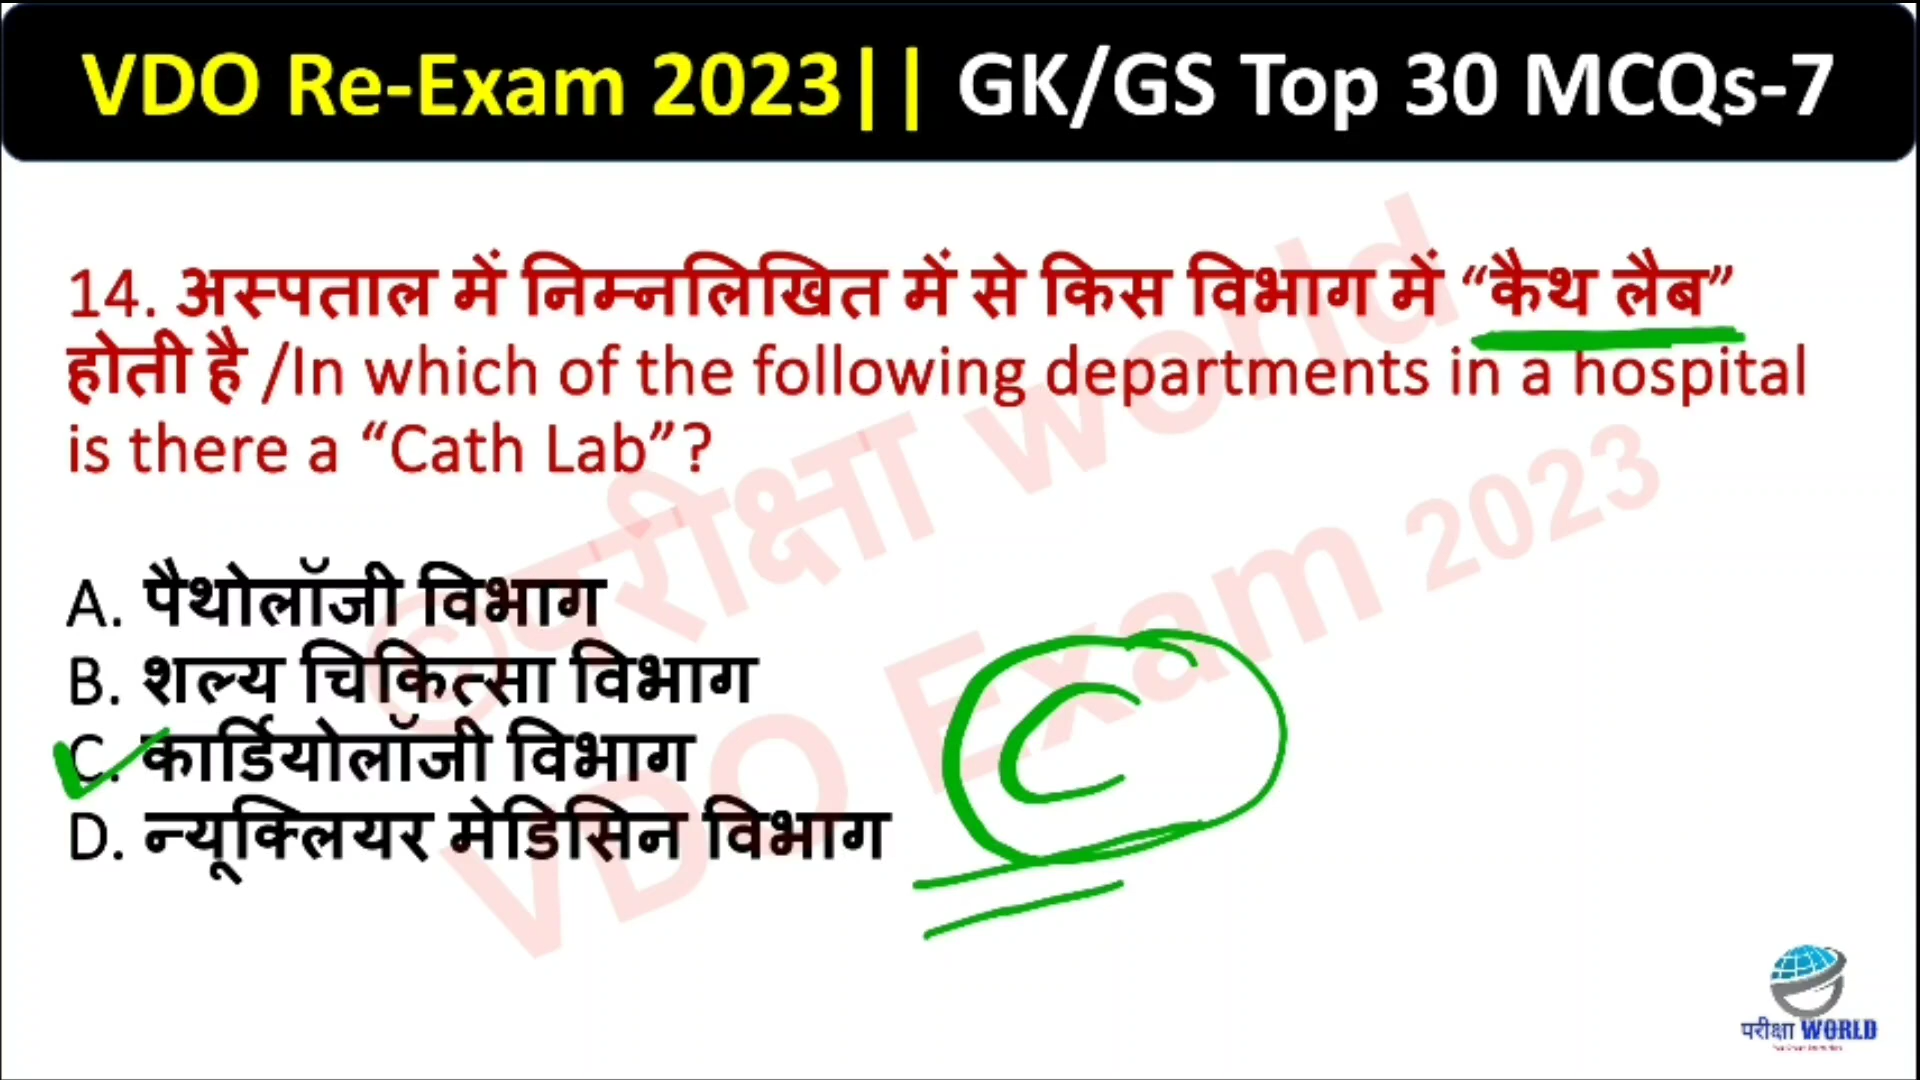 VDO Re-Exam 2023|| GK/GS Top 30 MCQs-7
14. अस्पताल में निम्नलिखित में से किस विभाग में “कैथ लैब”
होती है /In which of the following departments in a hospital
is there a “Cath Lab”?
A. पैथोलॉजी विभाग
B. शल्य चिकित्सा विभाग
C. कार्डियोलॉजी विभाग
D. न्यूक्लियर मेडिसिन विभाग
C
©परीक्षा world
VDO Exam 2023
परीक्षा WORLD